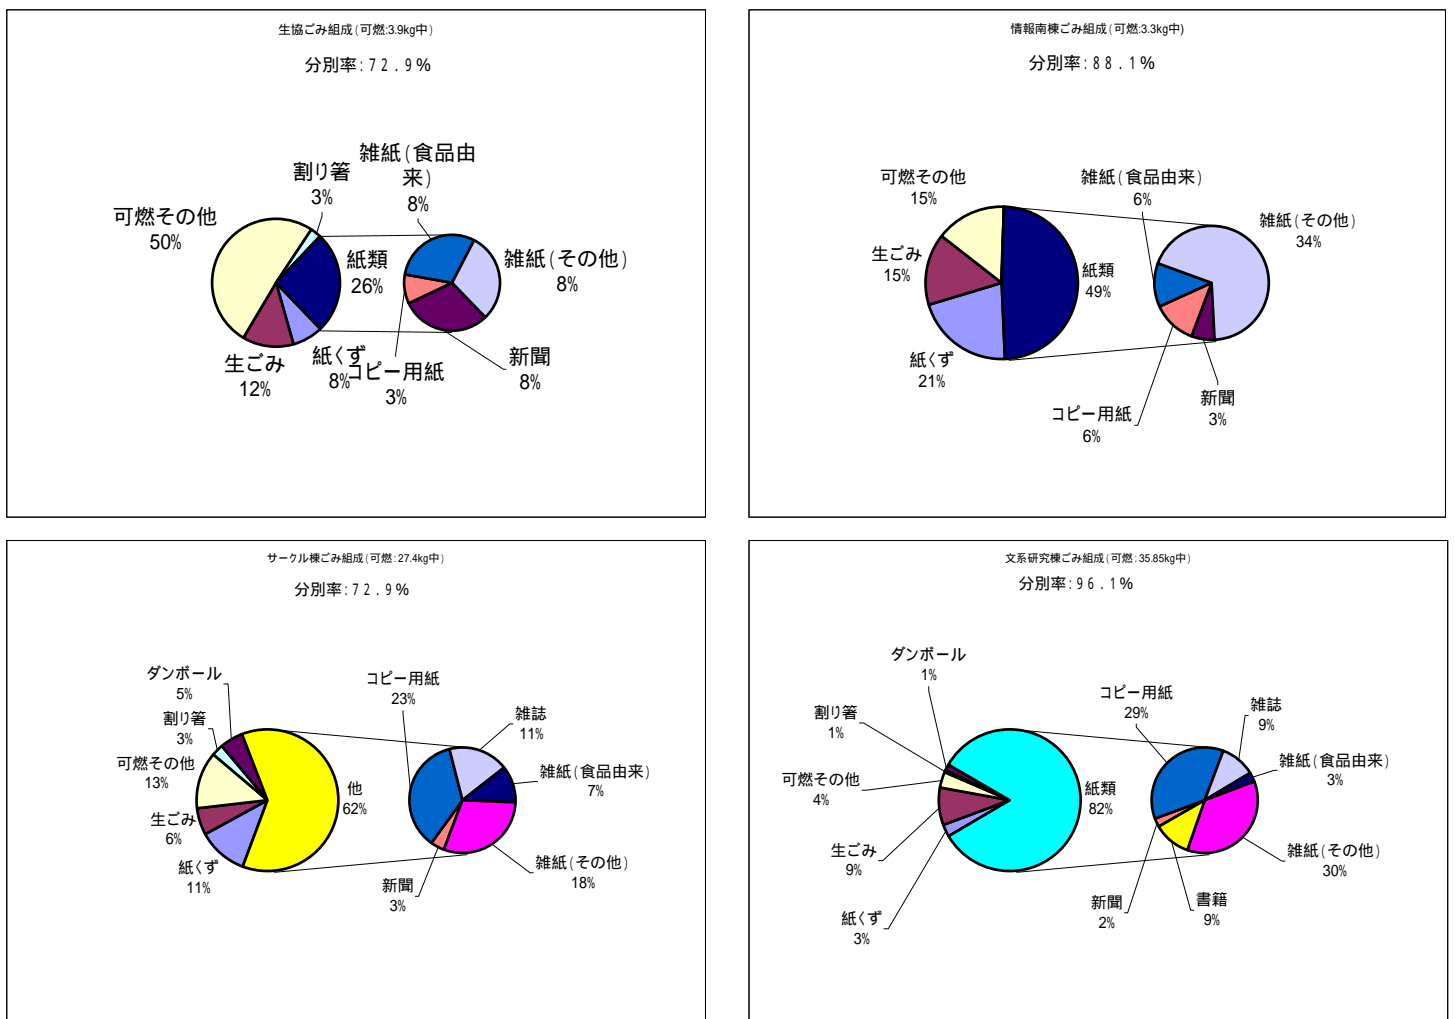 生協ごみ組成(可燃:3.9kg中)
分別率:72.9%
雑紙(食品由
来)
8%
割り箸
3%
可燃その他
50%
紙類
26%
雑紙(その他)
8%
生ごみ
12%
紙くず
8%
コピー用紙
3%
新聞
8%
情報南棟ごみ組成(可燃:3.3kg中)
分別率:88.1%
可燃その他
15%
雑紙(食品由来)
6%
雑紙(その他)
34%
生ごみ
15%
紙類
49%
紙くず
21%
コピー用紙
6%
新聞
3%
サークル棟ごみ組成(可燃:27.4kg中)
分別率:72.9%
ダンボール
5%
コピー用紙
23%
割り箸
3%
雑誌
11%
可燃その他
13%
他
62%
雑紙(食品由来)
7%
生ごみ
6%
紙くず
11%
新聞
3%
雑紙(その他)
18%
文系研究棟ごみ組成(可燃:35.85kg中)
分別率:96.1%
ダンボール
1%
コピー用紙
29%
割り箸
1%
雑誌
9%
可燃その他
4%
紙類
82%
雑紙(食品由来)
3%
生ごみ
9%
雑紙(その他)
30%
紙くず
3%
新聞
2%
書籍
9%